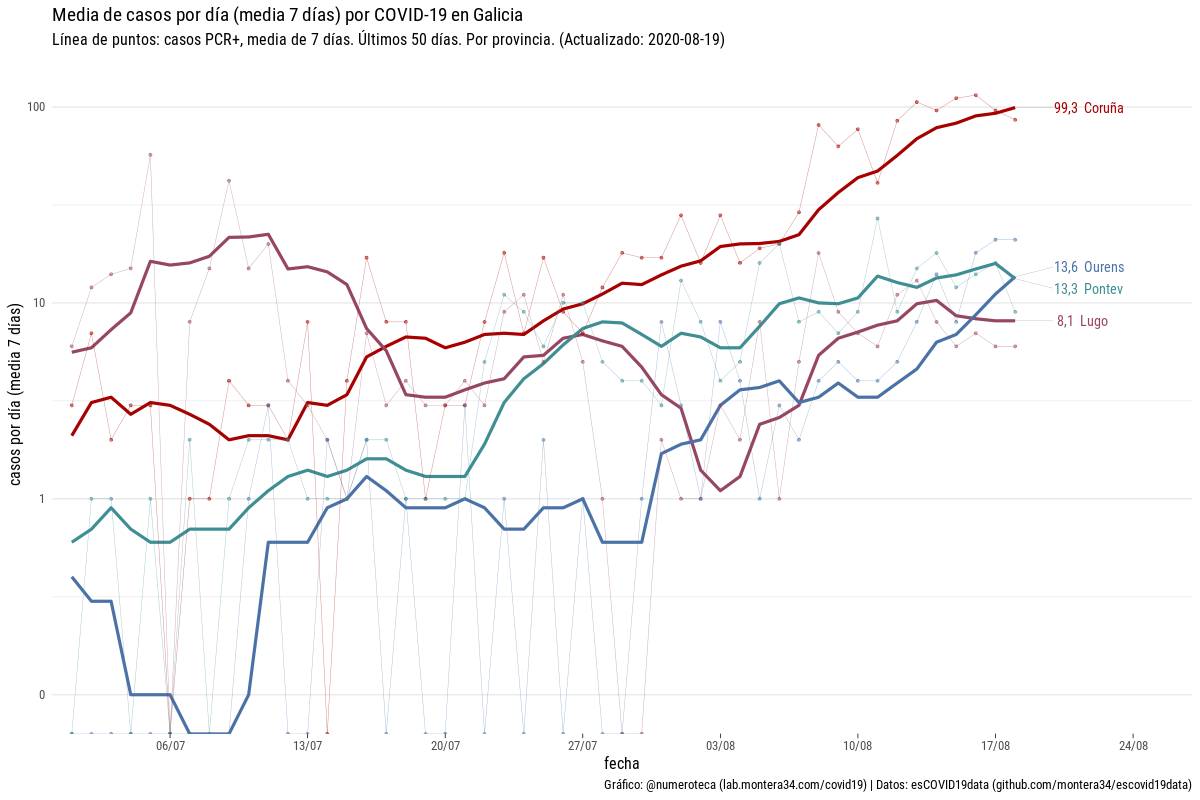 Media de casos por día (media 7 días) por COVID-19 en Galicia
Línea de puntos: casos PCR+, media de 7 días. Últimos 50 días. Por provincia. (Actualizado: 2020-08-19)
casos por día (media 7 días)
100
10
1
0
99,3 Coruña
13,6 Ourens
13,3 Pontev
8,1 Lugo
06/07
13/07
20/07
27/07
03/08
10/08
17/08
24/08
fecha
Gráfico: @numeroteca (lab.montera34.com/covid19) | Datos: esCOVID19data (github.com/montera34/escovid19data)